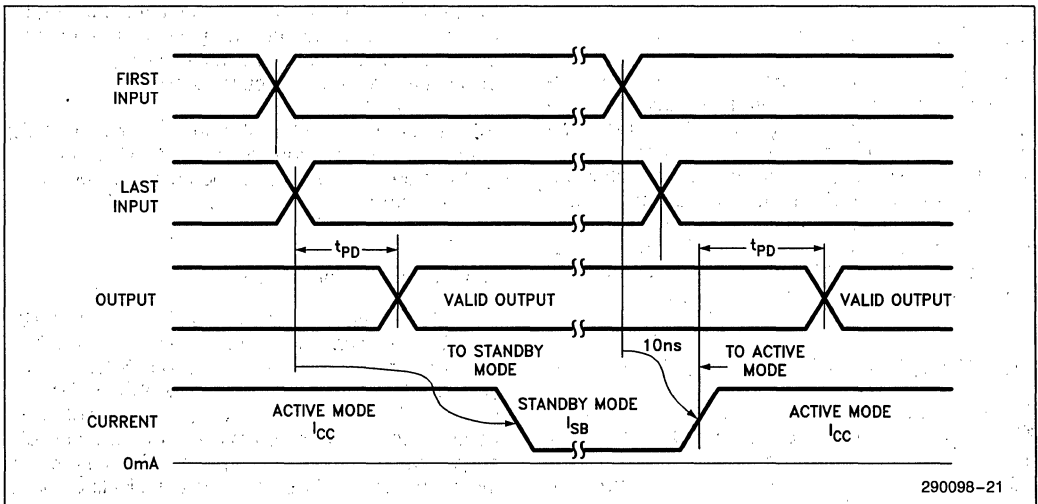 FIRST
INPUT
LAST
INPUT
tPD
tPD
OUTPUT
VALID OUTPUT
VALID OUTPUT
TO STANDBY
MODE
10ns
TO ACTIVE
MODE
CURRENT
ACTIVE MODE
ICC
STANDBY MODE
ISB
ACTIVE MODE
ICC
0mA
290098-21